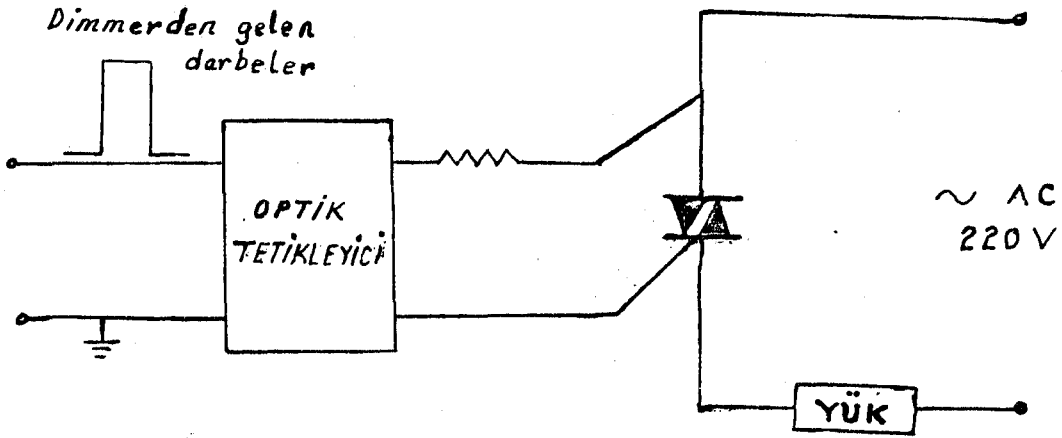 Dimmerden gelen
darbeler
OPTİK
TETİKLEYİCİ
~ AC
220 V
YÜK